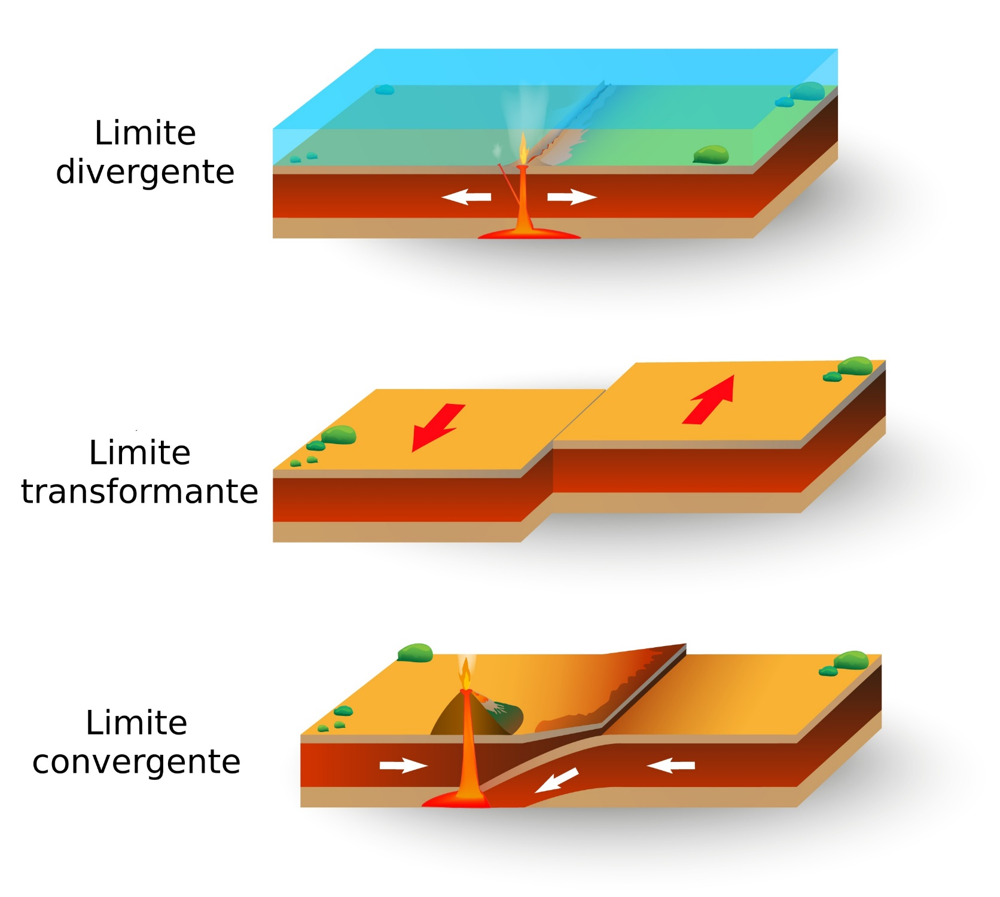 Limite
divergente
Limite
transformante
Limite
convergente